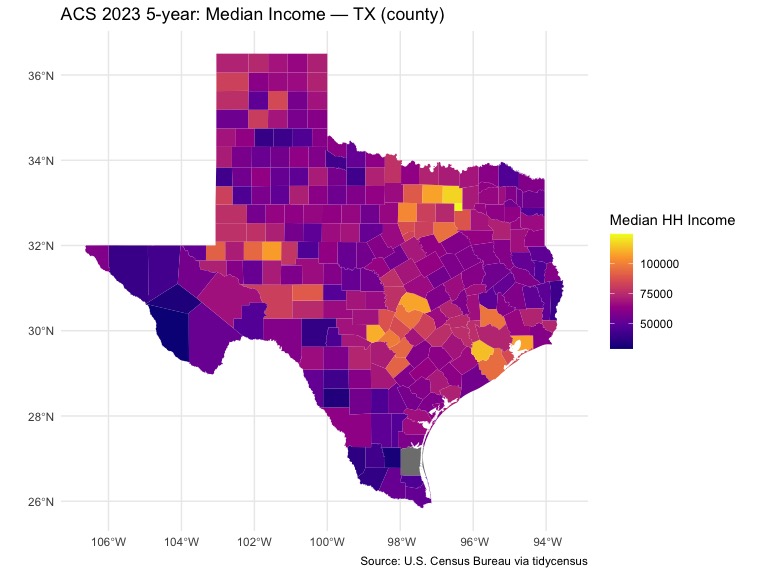 ACS 2023 5-year: Median Income — TX (county)
36°N
34°N
32°N
30°N
28°N
26°N
106°W
104°W
102°W
100°W
98°W
96°W
94°W
Median HH Income
100000
75000
50000
Source: U.S. Census Bureau via tidycensus